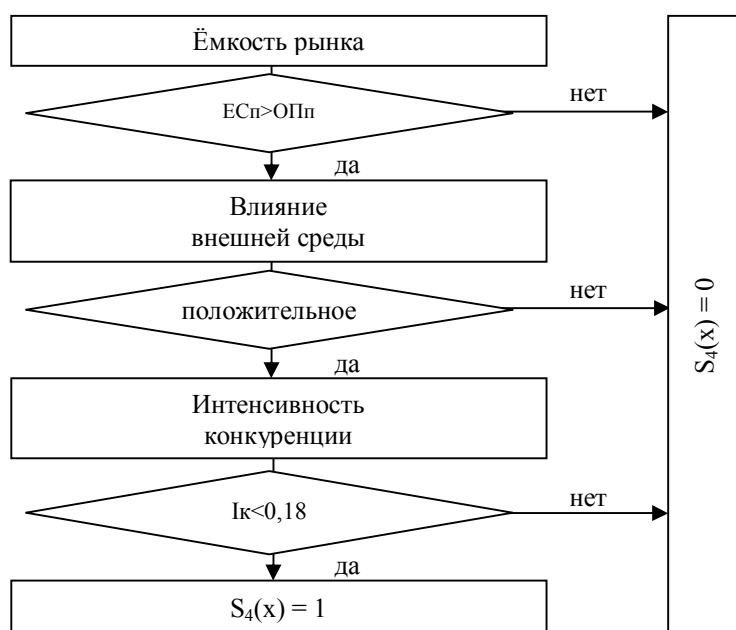 Ёмкость рынка
ЕСп>ОПп
нет
да
Влияние
внешней среды
положительное
нет
да
Интенсивность
конкуренции
Iк<0,18
нет
да
S₄(x) = 1
S₄(x) = 0